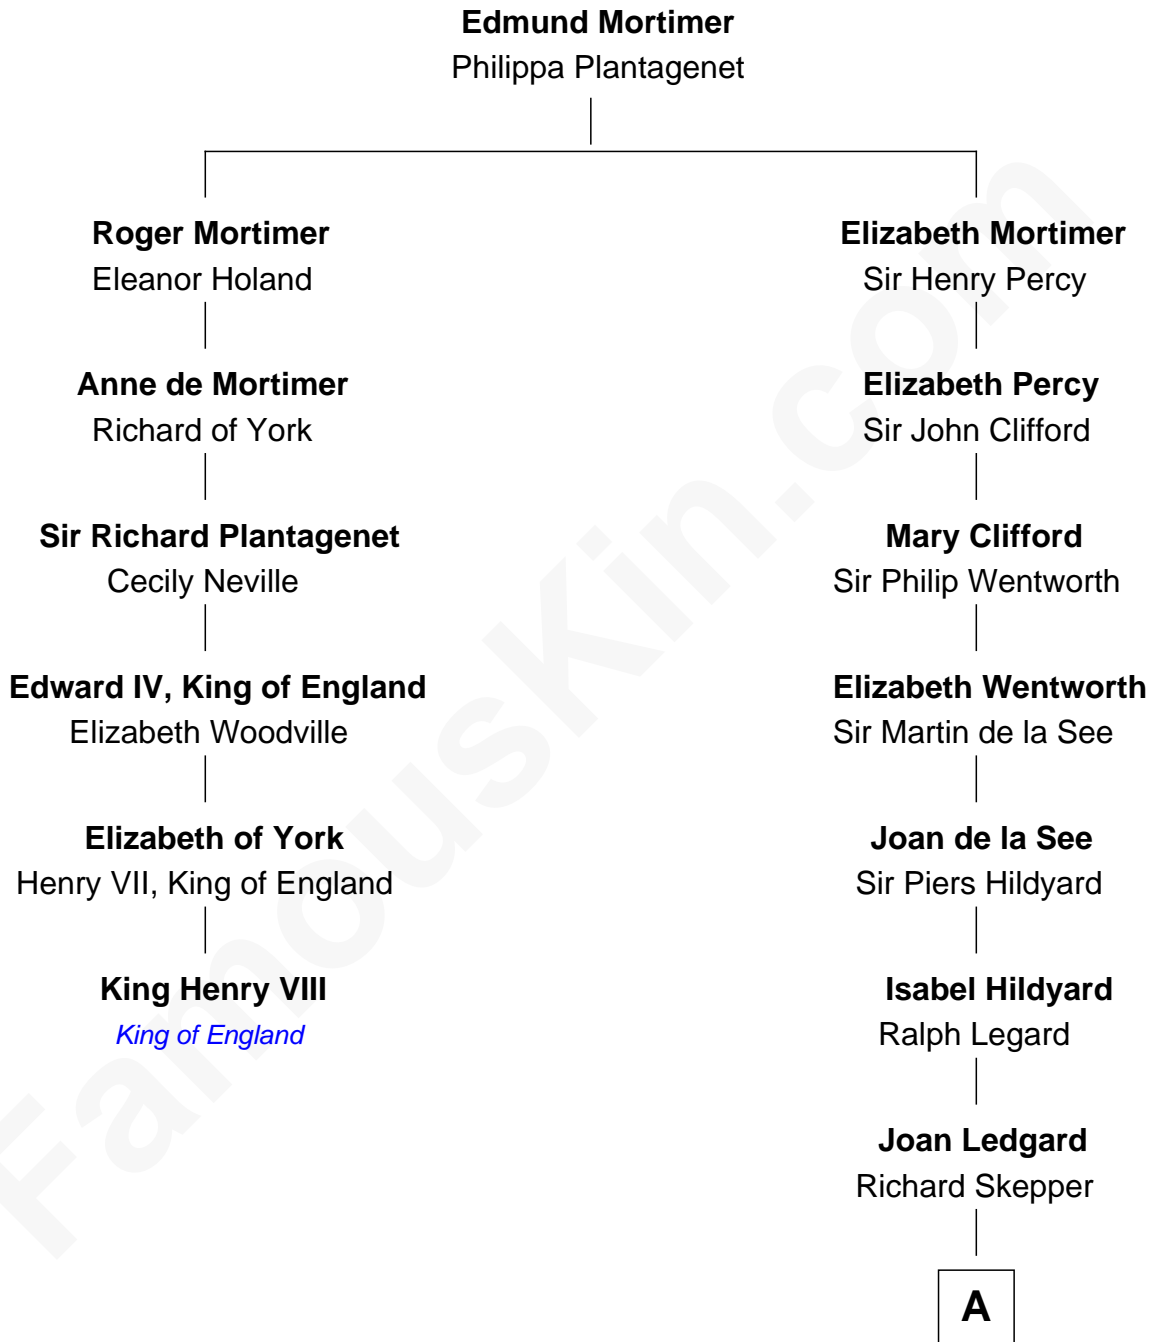 Edmund Mortimer
Philippa Plantagenet
Roger Mortimer
Eleanor Holand
Anne de Mortimer
Richard of York
Sir Richard Plantagenet
Cecily Neville
Edward IV, King of England
Elizabeth Woodville
Elizabeth of York
Henry VII, King of England
King Henry VIII
King of England
Elizabeth Mortimer
Sir Henry Percy
Elizabeth Percy
Sir John Clifford
Mary Clifford
Sir Philip Wentworth
Elizabeth Wentworth
Sir Martin de la See
Joan de la See
Sir Piers Hildyard
Isabel Hildyard
Ralph Legard
Joan Ledgard
Richard Skepper
A
FamousKin.com